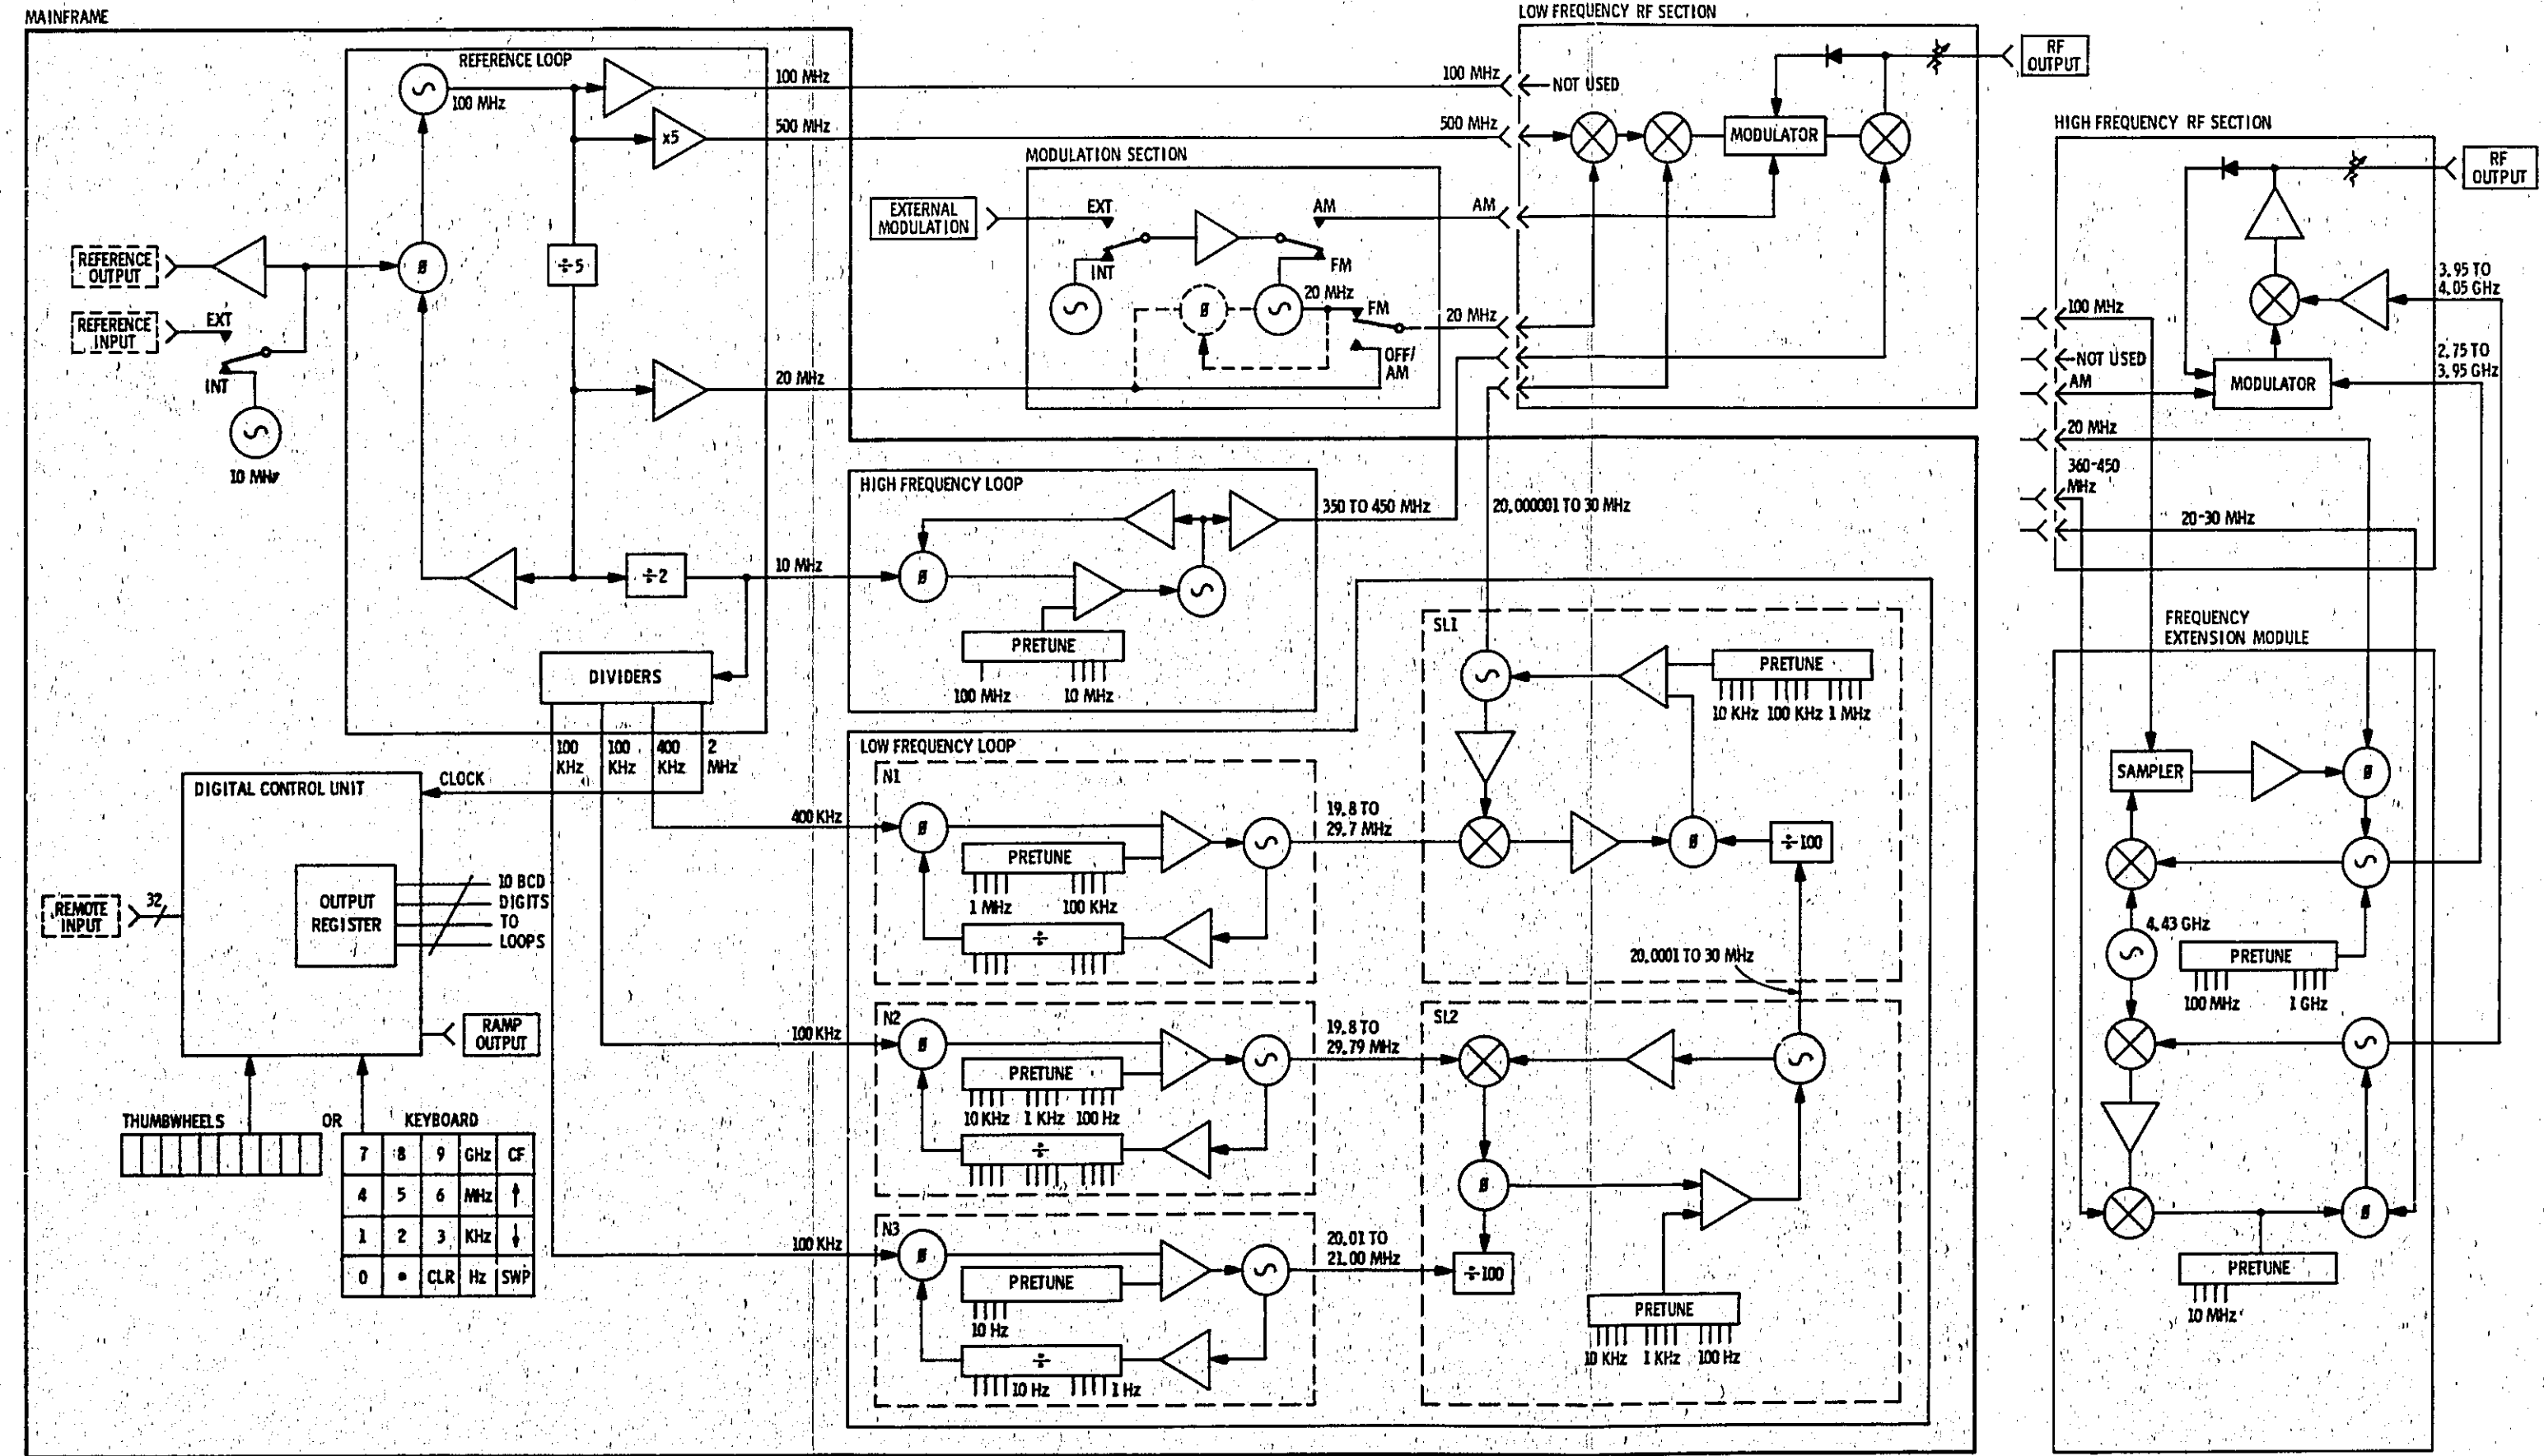 MAINFRAME
REFERENCE LOOP
100 MHz
100 MHz
x5
500 MHz
REFERENCE
OUTPUT
REFERENCE
INPUT
EXT
INT
10 MHz
ø
÷5
20 MHz
÷2
10 MHz
DIVIDERS
100
KHz
100
KHz
400
KHz
2
MHz
CLOCK
DIGITAL CONTROL UNIT
OUTPUT
REGISTER
10 BCD
DIGITS
TO
LOOPS
REMOTE
INPUT
32
RAMP
OUTPUT
THUMBWHEELS
OR
KEYBOARD
7 8 9 GHz CF
4 5 6 MHz ↑
1 2 3 KHz ↓
0 • CLR Hz SWP
MODULATION SECTION
EXTERNAL
MODULATION
EXT
INT
AM
FM
ø
20 MHz
FM
OFF/
AM
LOW FREQUENCY RF SECTION
100 MHz
NOT USED
500 MHz
MODULATOR
AM
20 MHz
RF
OUTPUT
HIGH FREQUENCY LOOP
350 TO 450 MHz
ø
PRETUNE
100 MHz
10 MHz
20.000001 TO 30 MHz
LOW FREQUENCY LOOP
N1
400 KHz
ø
PRETUNE
1 MHz
100 KHz
÷
19.8 TO
29.7 MHz
N2
100 KHz
ø
PRETUNE
10 KHz
1 KHz
100 Hz
÷
19.8 TO
29.79 MHz
N3
100 KHz
ø
PRETUNE
10 Hz
÷
10 Hz
1 Hz
20.01 TO
21.00 MHz
SL1
PRETUNE
10 KHz
100 KHz
1 MHz
ø
÷100
20.0001 TO 30 MHz
SL2
ø
÷100
PRETUNE
10 KHz
1 KHz
100 Hz
HIGH FREQUENCY RF SECTION
RF
OUTPUT
3.95 TO
4.05 GHz
100 MHz
NOT USED
AM
MODULATOR
2.75 TO
3.95 GHz
20 MHz
360-450
MHz
20-30 MHz
FREQUENCY
EXTENSION MODULE
SAMPLER
ø
4.43 GHz
PRETUNE
100 MHz
1 GHz
ø
PRETUNE
10 MHz